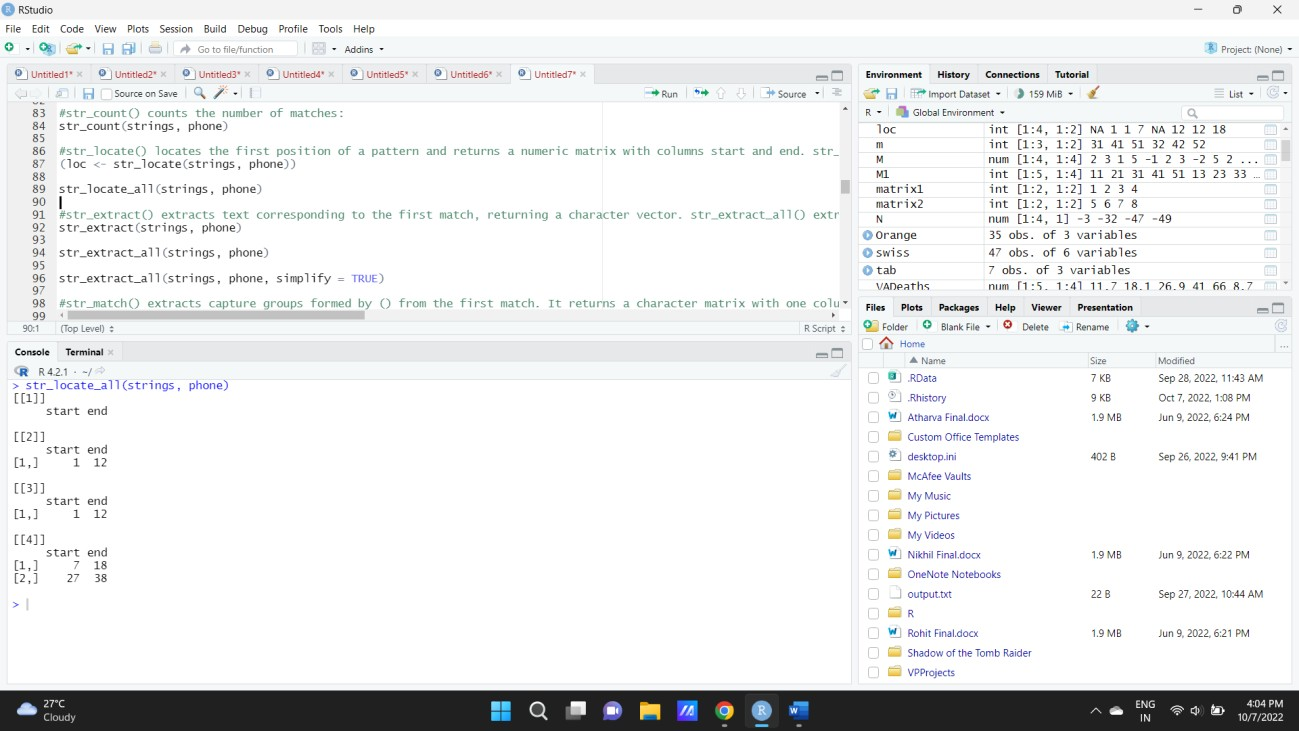 RStudio
File Edit Code View Plots Session Build Debug Profile Tools Help
Go to file/function Addins Project: (None)
Untitled1* Untitled2* Untitled3* Untitled4* Untitled5* Untitled6* Untitled7*
Source on Save Run Source
83 #str_count() counts the number of matches:
84 str_count(strings, phone)
85
86 #str_locate() locates the first position of a pattern and returns a numeric matrix with columns start and end. str_
87 (loc <- str_locate(strings, phone))
88
89 str_locate_all(strings, phone)
90
91 #str_extract() extracts text corresponding to the first match, returning a character vector. str_extract_all() extr
92 str_extract(strings, phone)
93
94 str_extract_all(strings, phone)
95
96 str_extract_all(strings, phone, simplify = TRUE)
97
98 #str_match() extracts capture groups formed by () from the first match. It returns a character matrix with one colu
99
90:1 (Top Level) R Script
Console Terminal
R 4.2.1 · ~/
> str_locate_all(strings, phone)
[[1]]
start end
[[2]]
start end
[1,] 1 12
[[3]]
start end
[1,] 1 12
[[4]]
start end
[1,] 7 18
[2,] 27 38
>
Environment History Connections Tutorial
Import Dataset 159 MiB List
R Global Environment
loc int [1:4, 1:2] NA 1 1 7 NA 12 12 18
m int [1:3, 1:2] 31 41 51 32 42 52
M num [1:4, 1:4] 2 3 1 5 -1 2 3 -2 5 2 ...
M1 int [1:5, 1:4] 11 21 31 41 51 13 23 33 ...
matrix1 int [1:2, 1:2] 1 2 3 4
matrix2 int [1:2, 1:2] 5 6 7 8
N num [1:4, 1] -3 -32 -47 -49
Orange 35 obs. of 3 variables
swiss 47 obs. of 6 variables
tab 7 obs. of 3 variables
VADeaths num [1:5, 1:4] 11.7 18.1 26.9 41 66 8.7
Files Plots Packages Help Viewer Presentation
Folder Blank File Delete Rename
Home ...
Name Size Modified
.RData 7 KB Sep 28, 2022, 11:43 AM
.Rhistory 9 KB Oct 7, 2022, 1:08 PM
Atharva Final.docx 1.9 MB Jun 9, 2022, 6:24 PM
Custom Office Templates
desktop.ini 402 B Sep 26, 2022, 9:41 PM
McAfee Vaults
My Music
My Pictures
My Videos
Nikhil Final.docx 1.9 MB Jun 9, 2022, 6:22 PM
OneNote Notebooks
output.txt 22 B Sep 27, 2022, 10:44 AM
R
Rohit Final.docx 1.9 MB Jun 9, 2022, 6:21 PM
Shadow of the Tomb Raider
VPProjects
27°C
Cloudy
ENG
IN
4:04 PM
10/7/2022